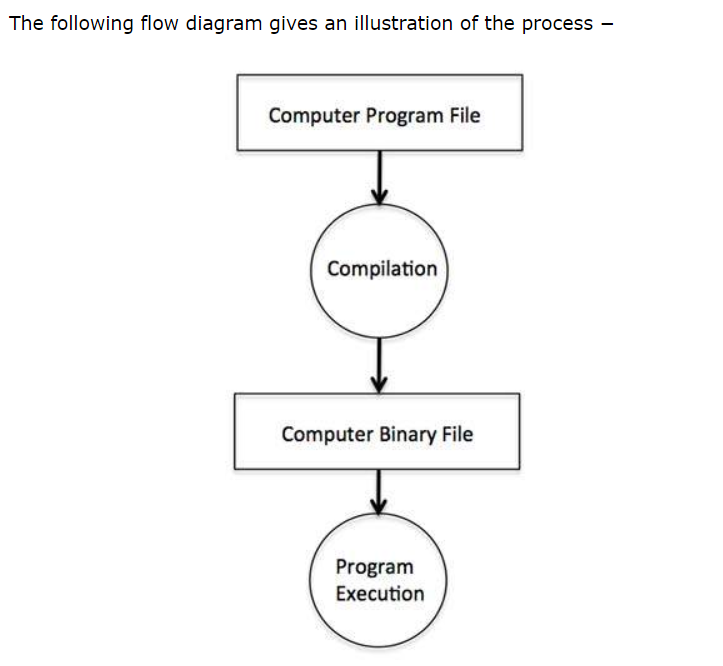 The following flow diagram gives an illustration of the process −
Computer Program File
Compilation
Computer Binary File
Program
Execution